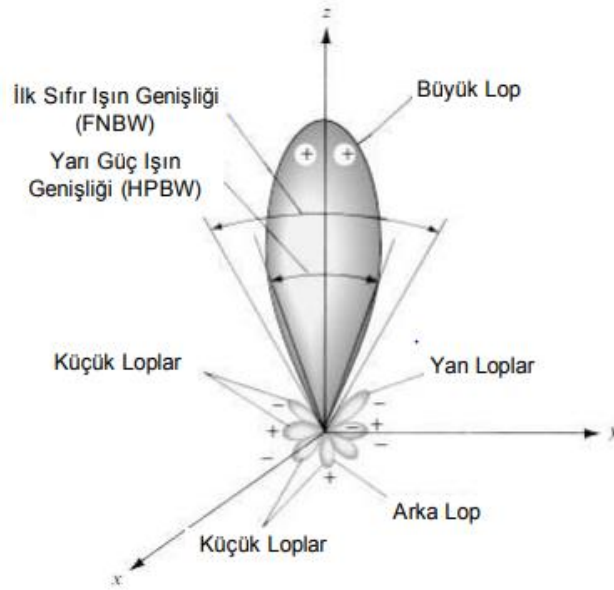 z
İlk Sıfır Işın Genişliği
(FNBW)
Büyük Lop
Yarı Güç Işın
Genişliği (HPBW)
+ +
Küçük Loplar
Yan Loplar
− −
+ − +
− −
+
y
Arka Lop
Küçük Loplar
x